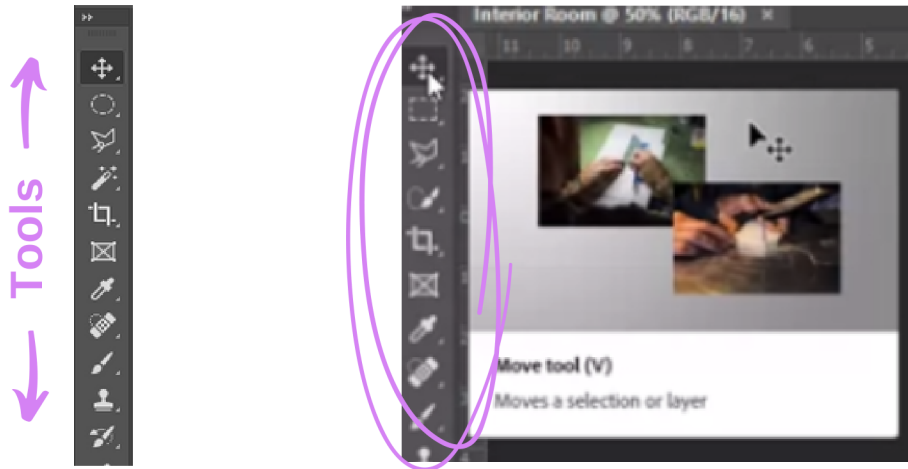 Tools
Interior Room @ 50% (RGB/16) ×
11 10 9 8 7 6 5
Move tool (V)
Moves a selection or layer